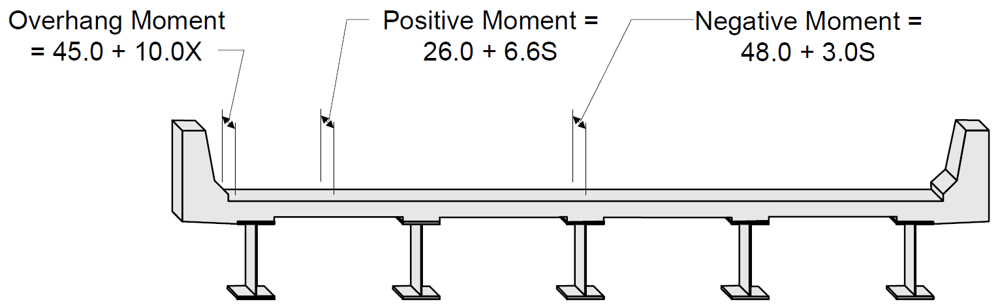 Overhang Moment
= 45.0 + 10.0X
Positive Moment =
26.0 + 6.6S
Negative Moment =
48.0 + 3.0S